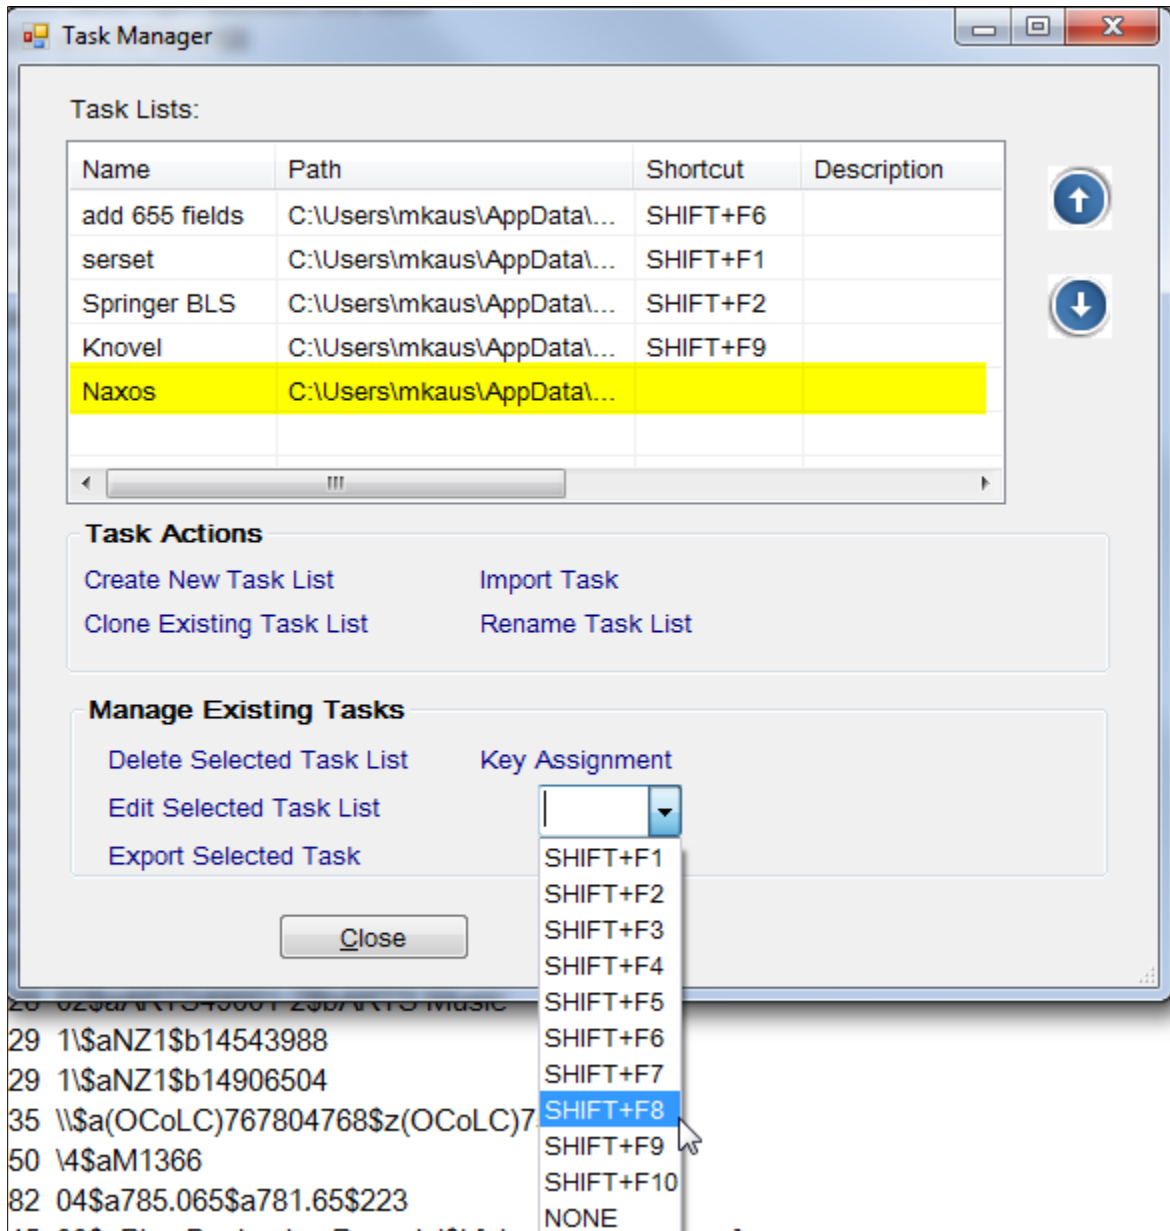 Task Manager
Task Lists:
Name Path Shortcut Description
add 655 fields C:\Users\mkaus\AppData\... SHIFT+F6
serset C:\Users\mkaus\AppData\... SHIFT+F1
Springer BLS C:\Users\mkaus\AppData\... SHIFT+F2
Knovel C:\Users\mkaus\AppData\... SHIFT+F9
Naxos C:\Users\mkaus\AppData\...
Task Actions
Create New Task List Import Task
Clone Existing Task List Rename Task List
Manage Existing Tasks
Delete Selected Task List Key Assignment
Edit Selected Task List
Export Selected Task
SHIFT+F1
SHIFT+F2
SHIFT+F3
SHIFT+F4
SHIFT+F5
SHIFT+F6
SHIFT+F7
SHIFT+F8
SHIFT+F9
SHIFT+F10
NONE
Close
29 1\$aNZ1$b14543988
29 1\$aNZ1$b14906504
35 \\$a(OCoLC)767804768$z(OCoLC)7
50 \4$aM1366
82 04$a785.065$a781.65$223